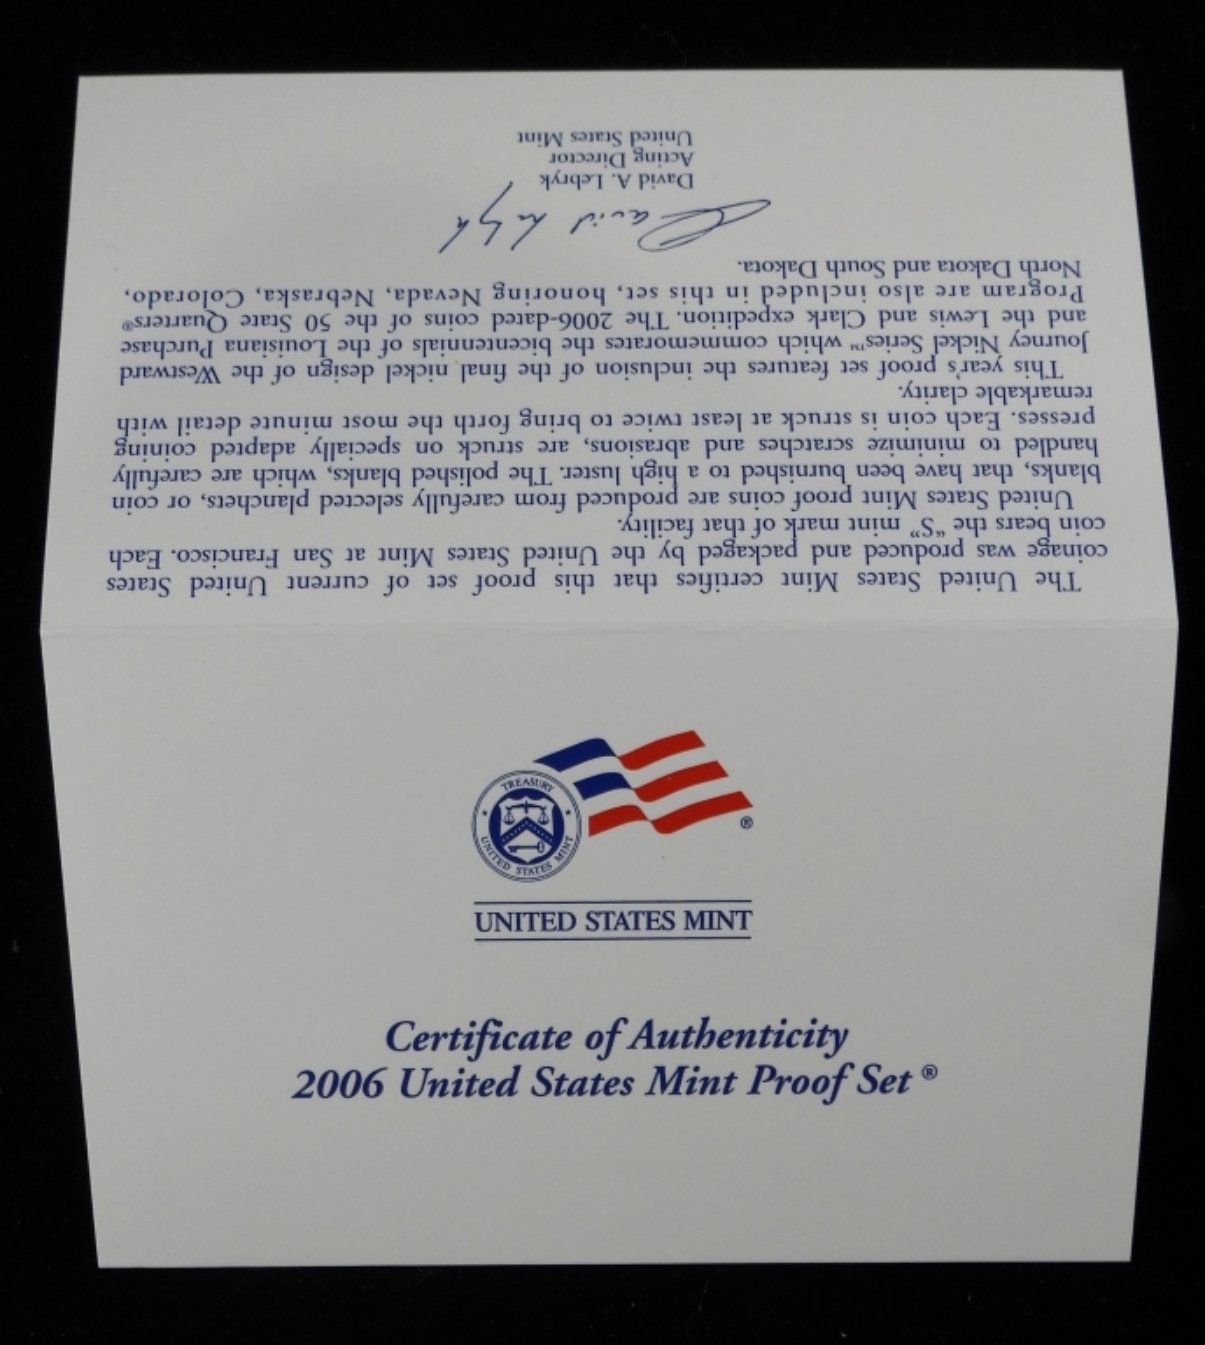 The United States Mint certifies that this proof set of current United States
coinage was produced and packaged by the United States Mint at San Francisco. Each
coin bears the “S” mint mark of that facility.
United States Mint proof coins are produced from carefully selected planchets, or coin
blanks, that have been burnished to a high luster. The polished blanks, which are carefully
handled to minimize scratches and abrasions, are struck on specially adapted coining
presses. Each coin is struck at least twice to bring forth the most minute detail with
remarkable clarity.
This year's proof set features the inclusion of the final nickel design of the Westward
Journey Nickel Series™ which commemorates the bicentennials of the Louisiana Purchase
and the Lewis and Clark expedition. The 2006-dated coins of the 50 State Quarters®
Program are also included in this set, honoring Nevada, Nebraska, Colorado,
North Dakota and South Dakota.
David Lebryk
David A. Lebryk
Acting Director
United States Mint
TREASURY
UNITED STATES MINT
®
UNITED STATES MINT
Certificate of Authenticity
2006 United States Mint Proof Set ®